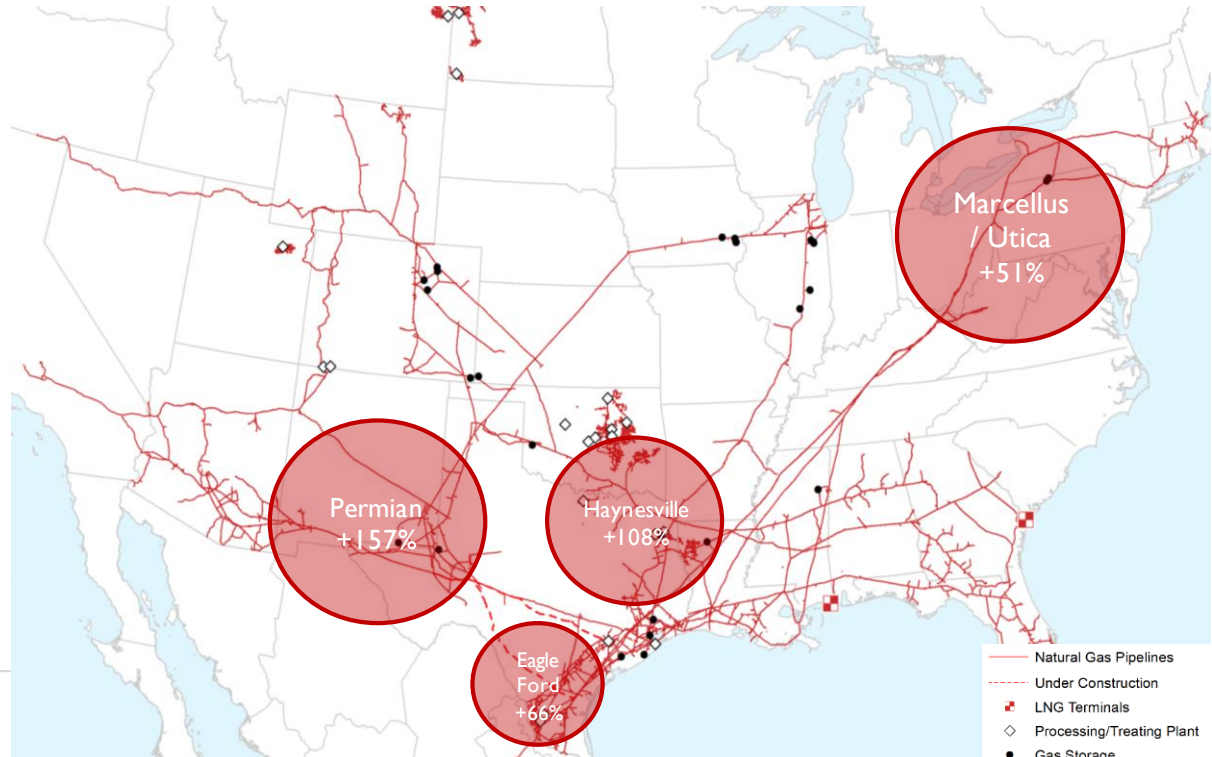 Marcellus
/ Utica
+51%
Permian
+157%
Haynesville
+108%
Eagle
Ford
+66%
Natural Gas Pipelines
Under Construction
LNG Terminals
Processing/Treating Plant
Gas Storage